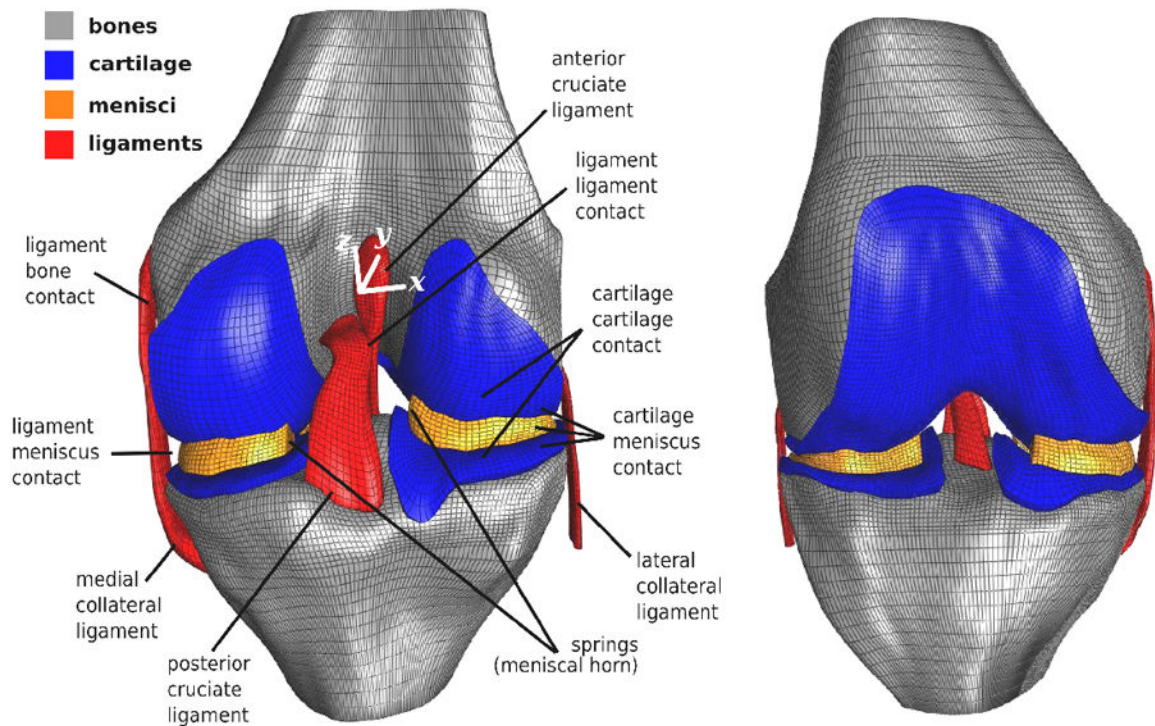 bones
cartilage
menisci
ligaments
anterior
cruciate
ligament
ligament
ligament
contact
ligament
bone
contact
z
y
x
cartilage
cartilage
contact
ligament
meniscus
contact
cartilage
meniscus
contact
medial
collateral
ligament
lateral
collateral
ligament
posterior
cruciate
ligament
springs
(meniscal horn)